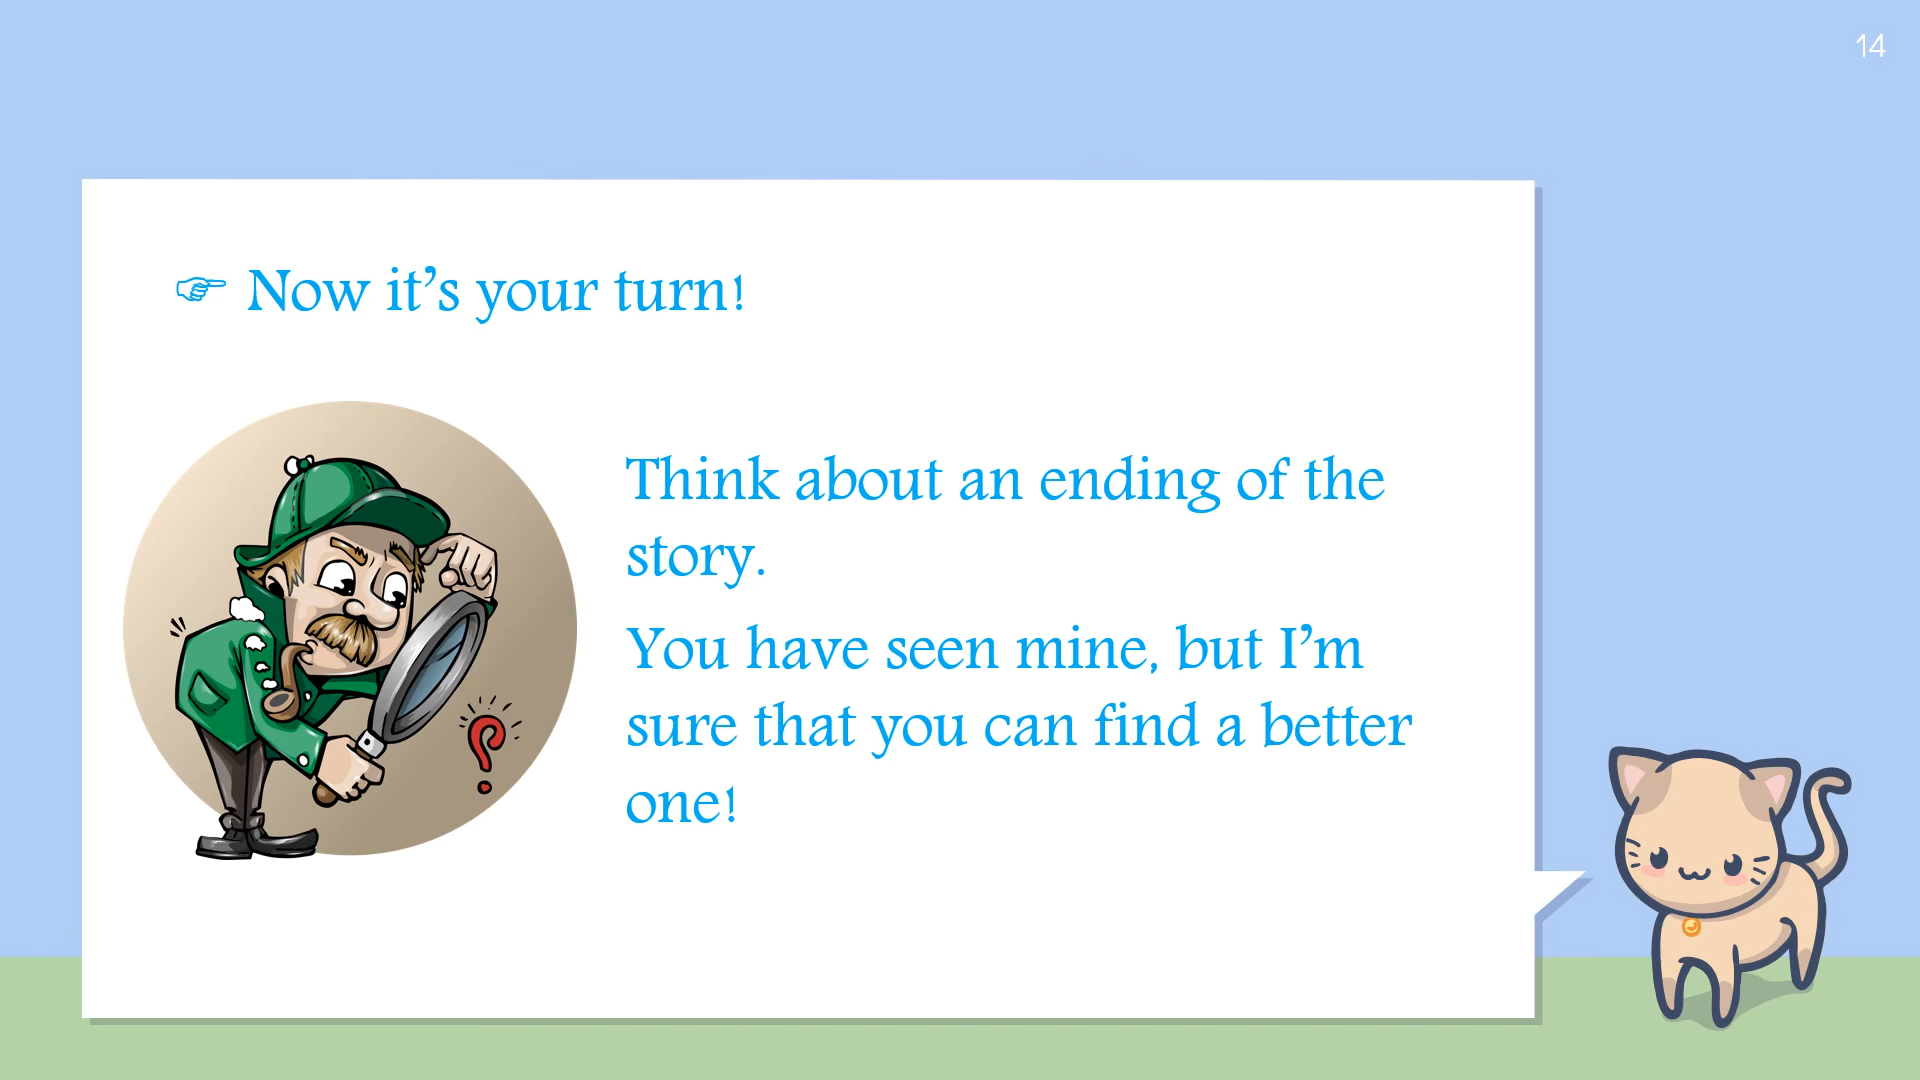 14
☞ Now it’s your turn!
Think about an ending of the
story.
You have seen mine, but I’m
sure that you can find a better
one!